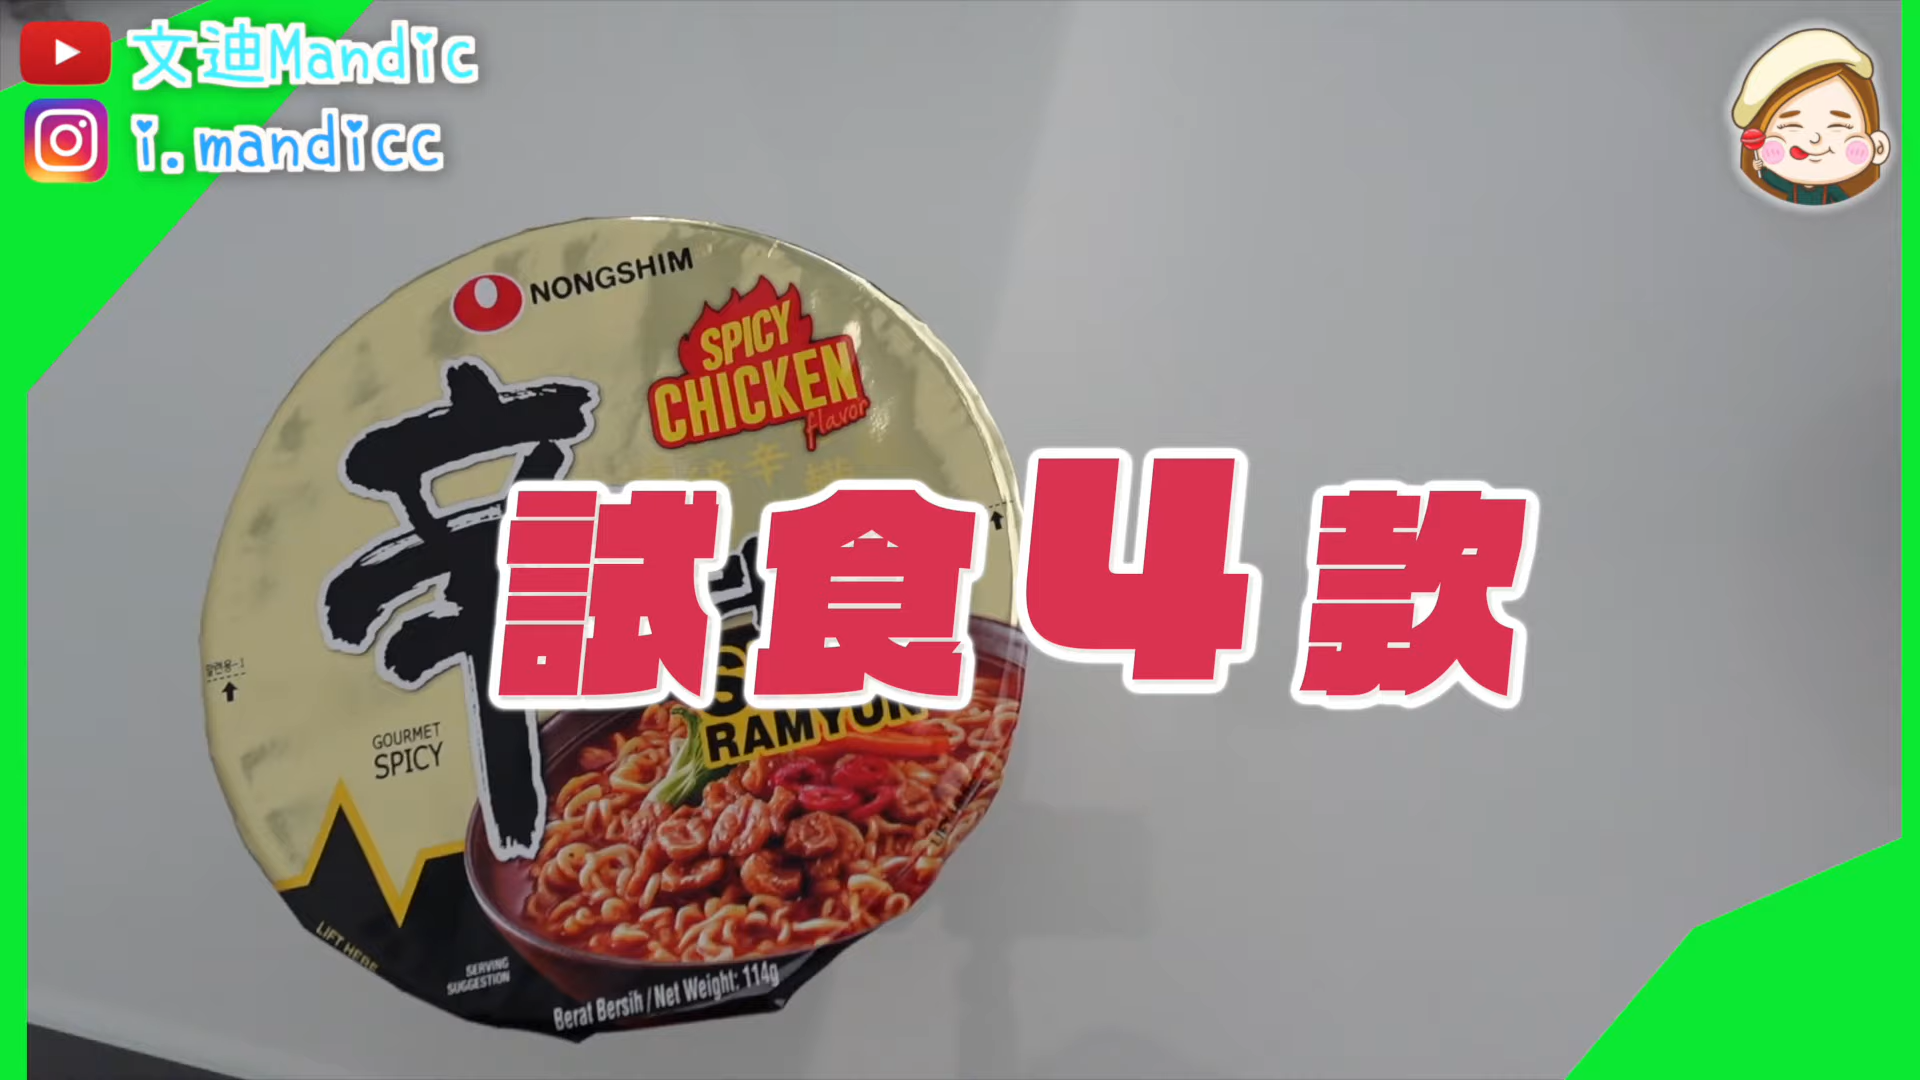 文迪Mandic
i.mandicc
NONGSHIM
SPICY
CHICKEN
flavor
辛
試食4款
RAMYUN
GOURMET
SPICY
LIFT HERE
SERVING
SUGGESTION
Berat Bersih / Net Weight: 114g